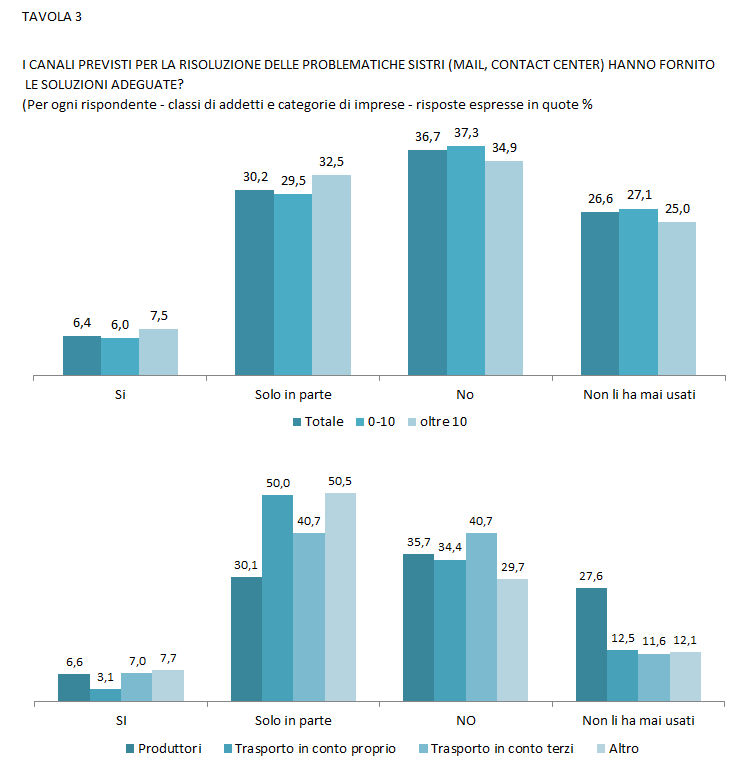 TAVOLA 3
I CANALI PREVISTI PER LA RISOLUZIONE DELLE PROBLEMATICHE SISTRI (MAIL, CONTACT CENTER) HANNO FORNITO
LE SOLUZIONI ADEGUATE?
(Per ogni rispondente - classi di addetti e categorie di imprese - risposte espresse in quote %
6,4 6,0 7,5
30,2 29,5 32,5
36,7 37,3 34,9
26,6 27,1 25,0
Si Solo in parte No Non li ha mai usati
Totale 0-10 oltre 10
6,6 3,1 7,0 7,7
30,1 50,0 40,7 50,5
35,7 34,4 40,7 29,7
27,6 12,5 11,6 12,1
SI Solo in parte NO Non li ha mai usati
Produttori Trasporto in conto proprio Trasporto in conto terzi Altro